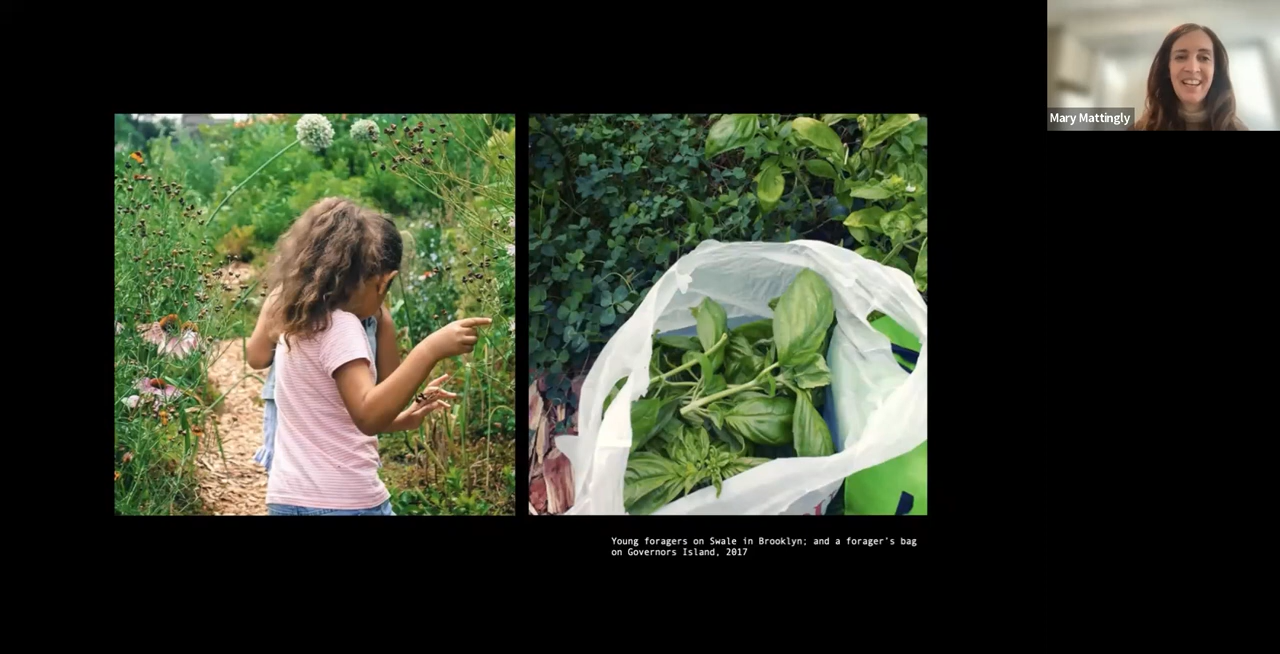 Mary Mattingly
Young foragers on Swale in Brooklyn; and a forager's bag
on Governors Island, 2017